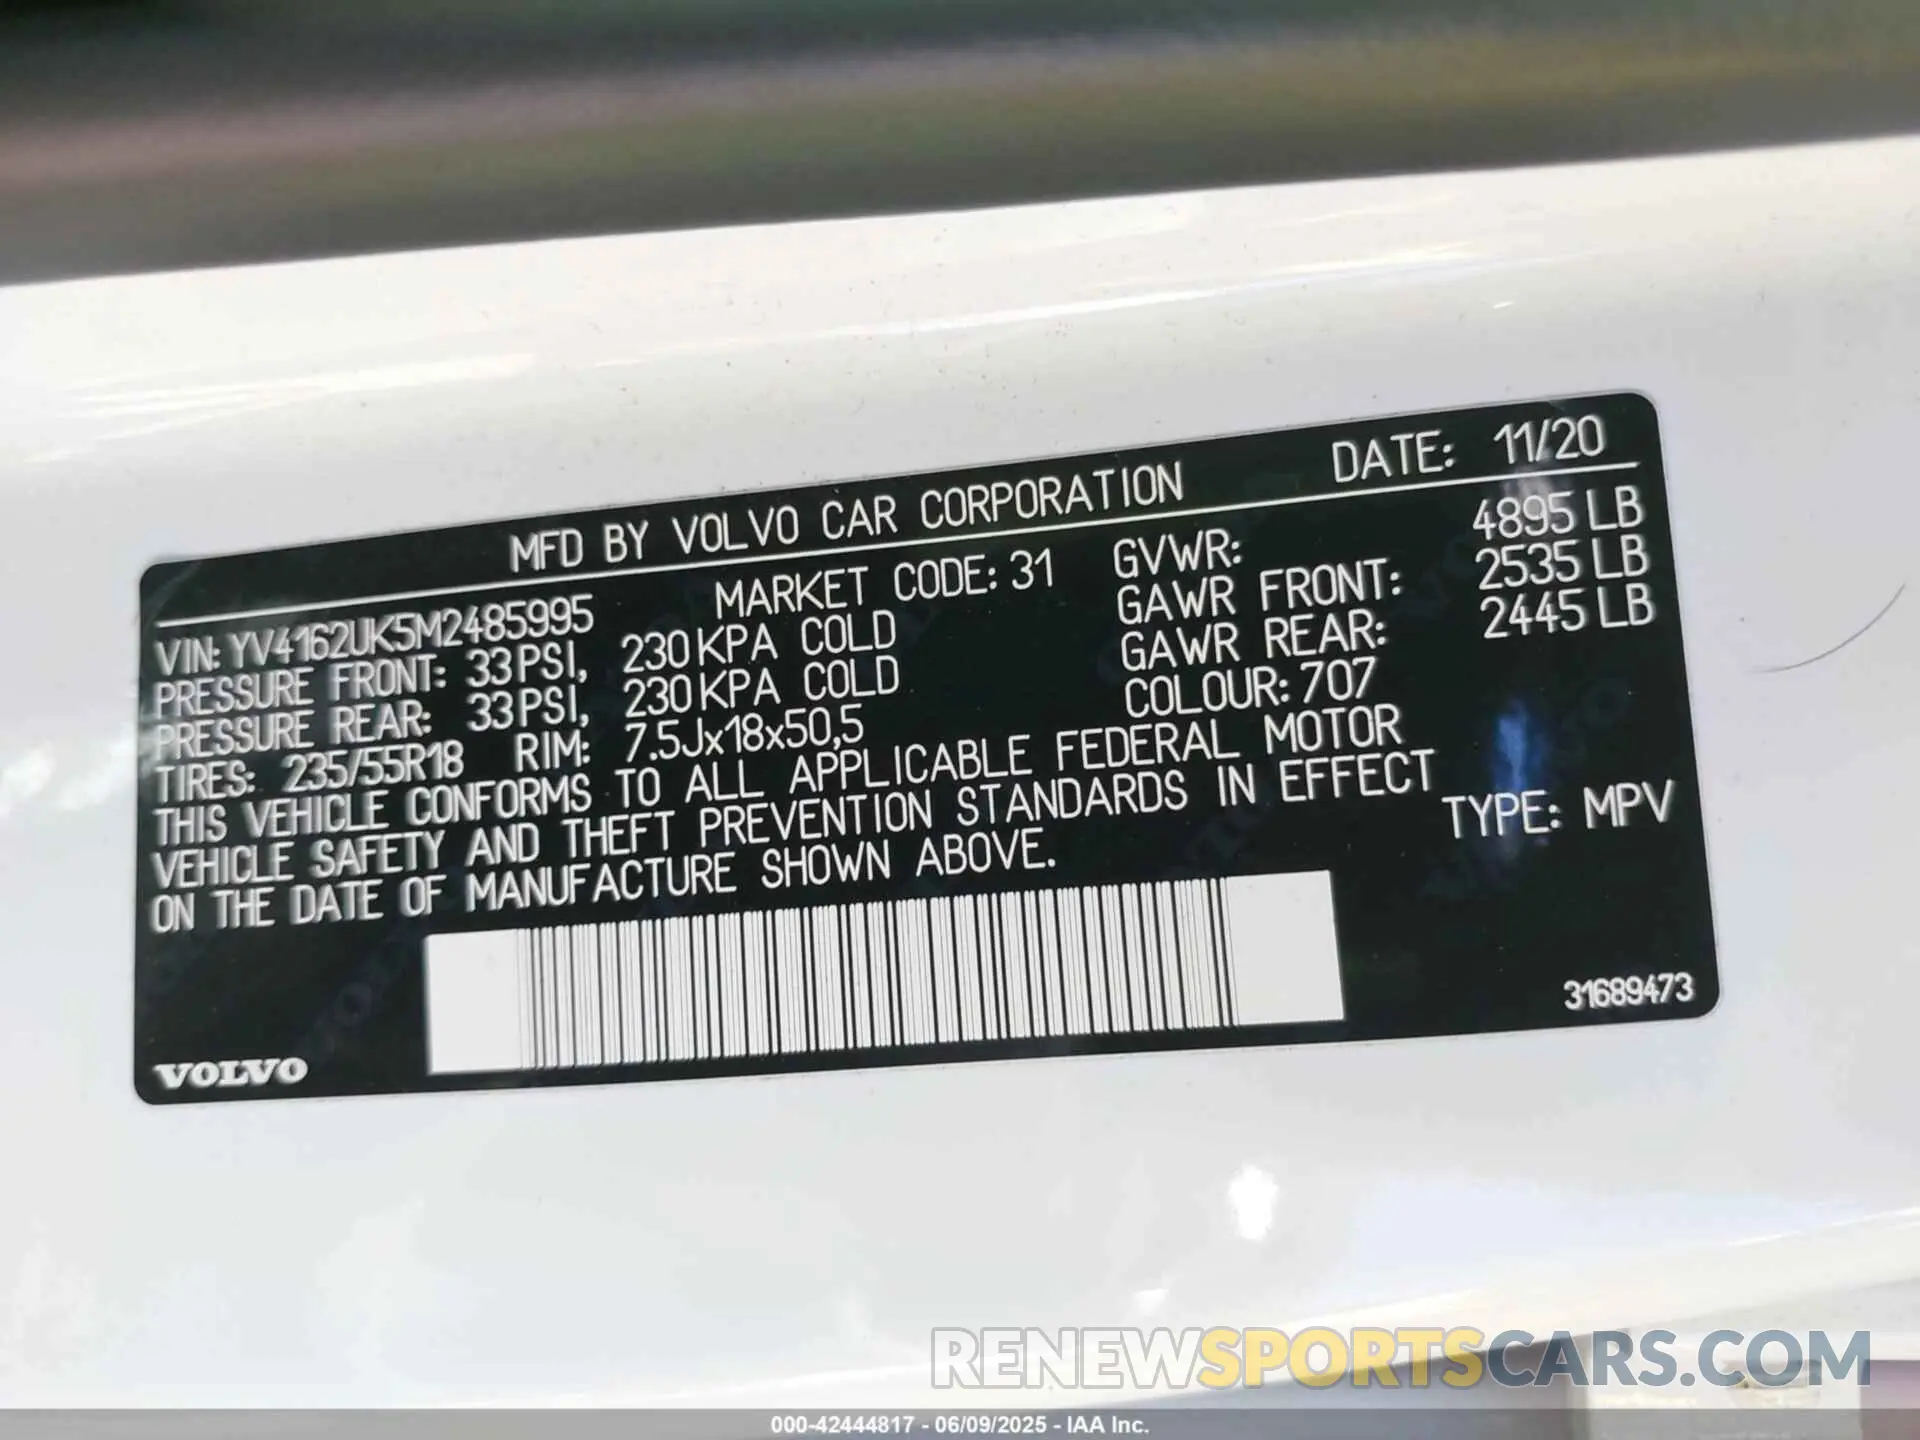 MFD BY VOLVO CAR CORPORATION DATE: 11/20
VIN: YV4162UK5M2485995 MARKET CODE: 31 GVWR: 4895 LB
PRESSURE FRONT: 33 PSI, 230 KPA COLD GAWR FRONT: 2535 LB
PRESSURE REAR: 33 PSI, 230 KPA COLD GAWR REAR: 2445 LB
TIRES: 235/55R18 RIM: 7.5Jx18x50,5 COLOUR: 707
THIS VEHICLE CONFORMS TO ALL APPLICABLE FEDERAL MOTOR
VEHICLE SAFETY AND THEFT PREVENTION STANDARDS IN EFFECT
ON THE DATE OF MANUFACTURE SHOWN ABOVE. TYPE: MPV
31689473
VOLVO
RENEWSPORTSCARS.COM
000-42444817 - 06/09/2025 - IAA Inc.